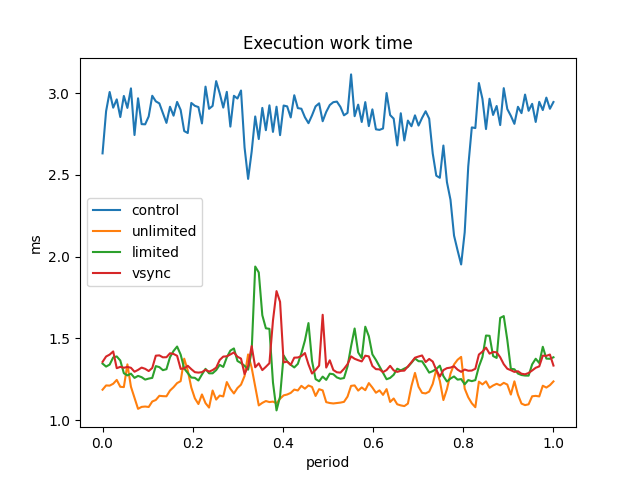 Execution work time
ms
3.0
2.5
2.0
1.5
1.0
control
unlimited
limited
vsync
0.0 0.2 0.4 0.6 0.8 1.0
period